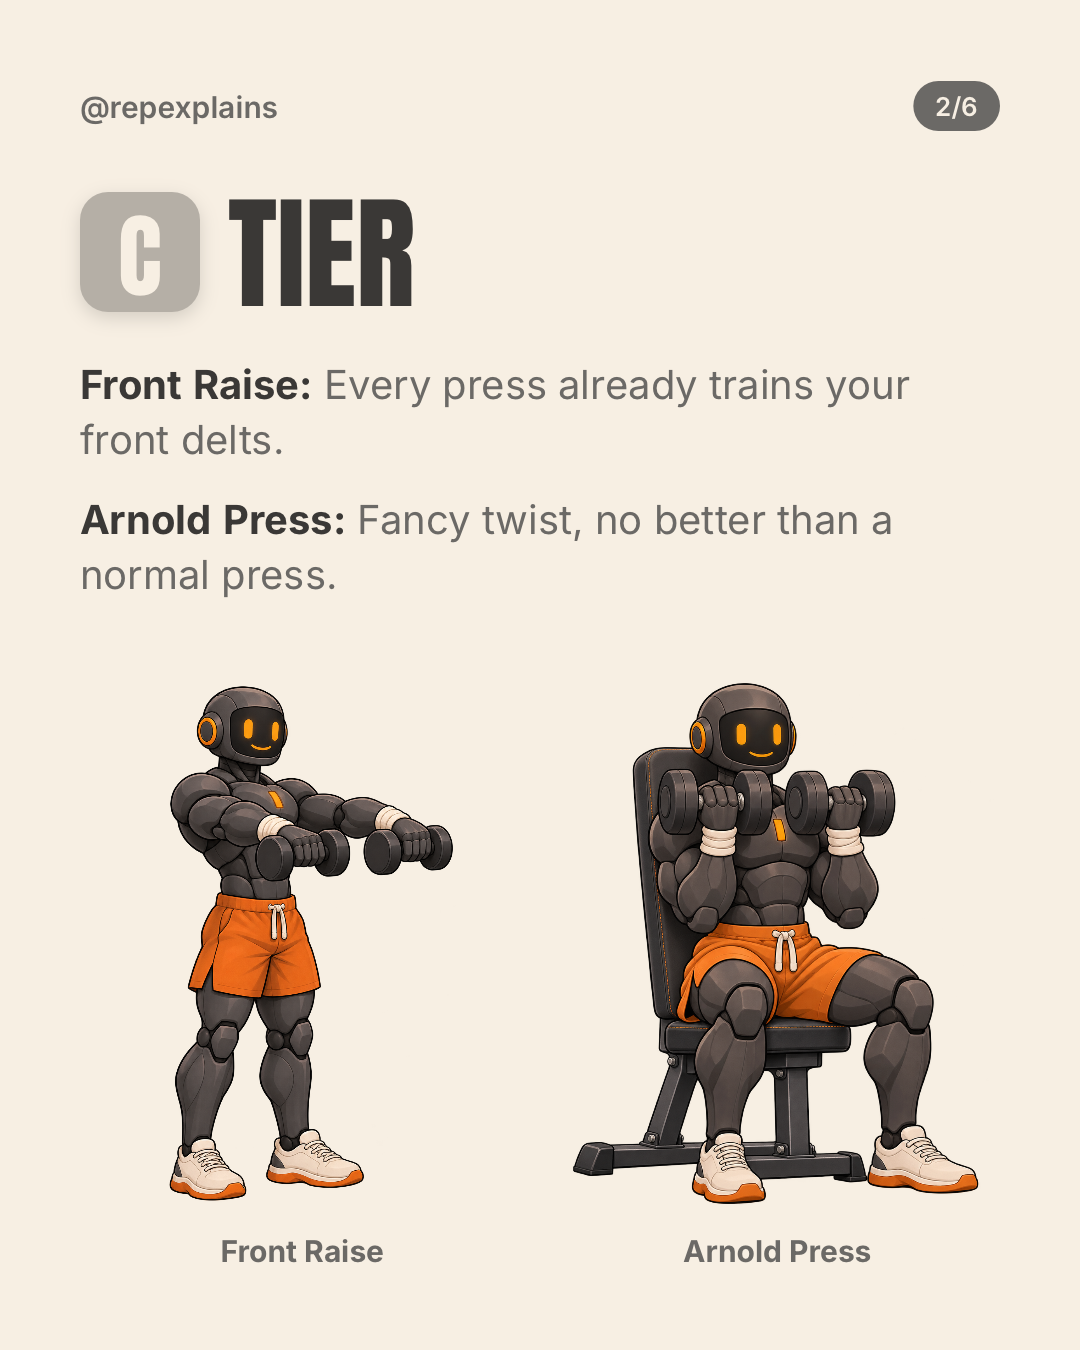 @repexplains
2/6
C TIER
Front Raise: Every press already trains your
front delts.
Arnold Press: Fancy twist, no better than a
normal press.
Front Raise
Arnold Press